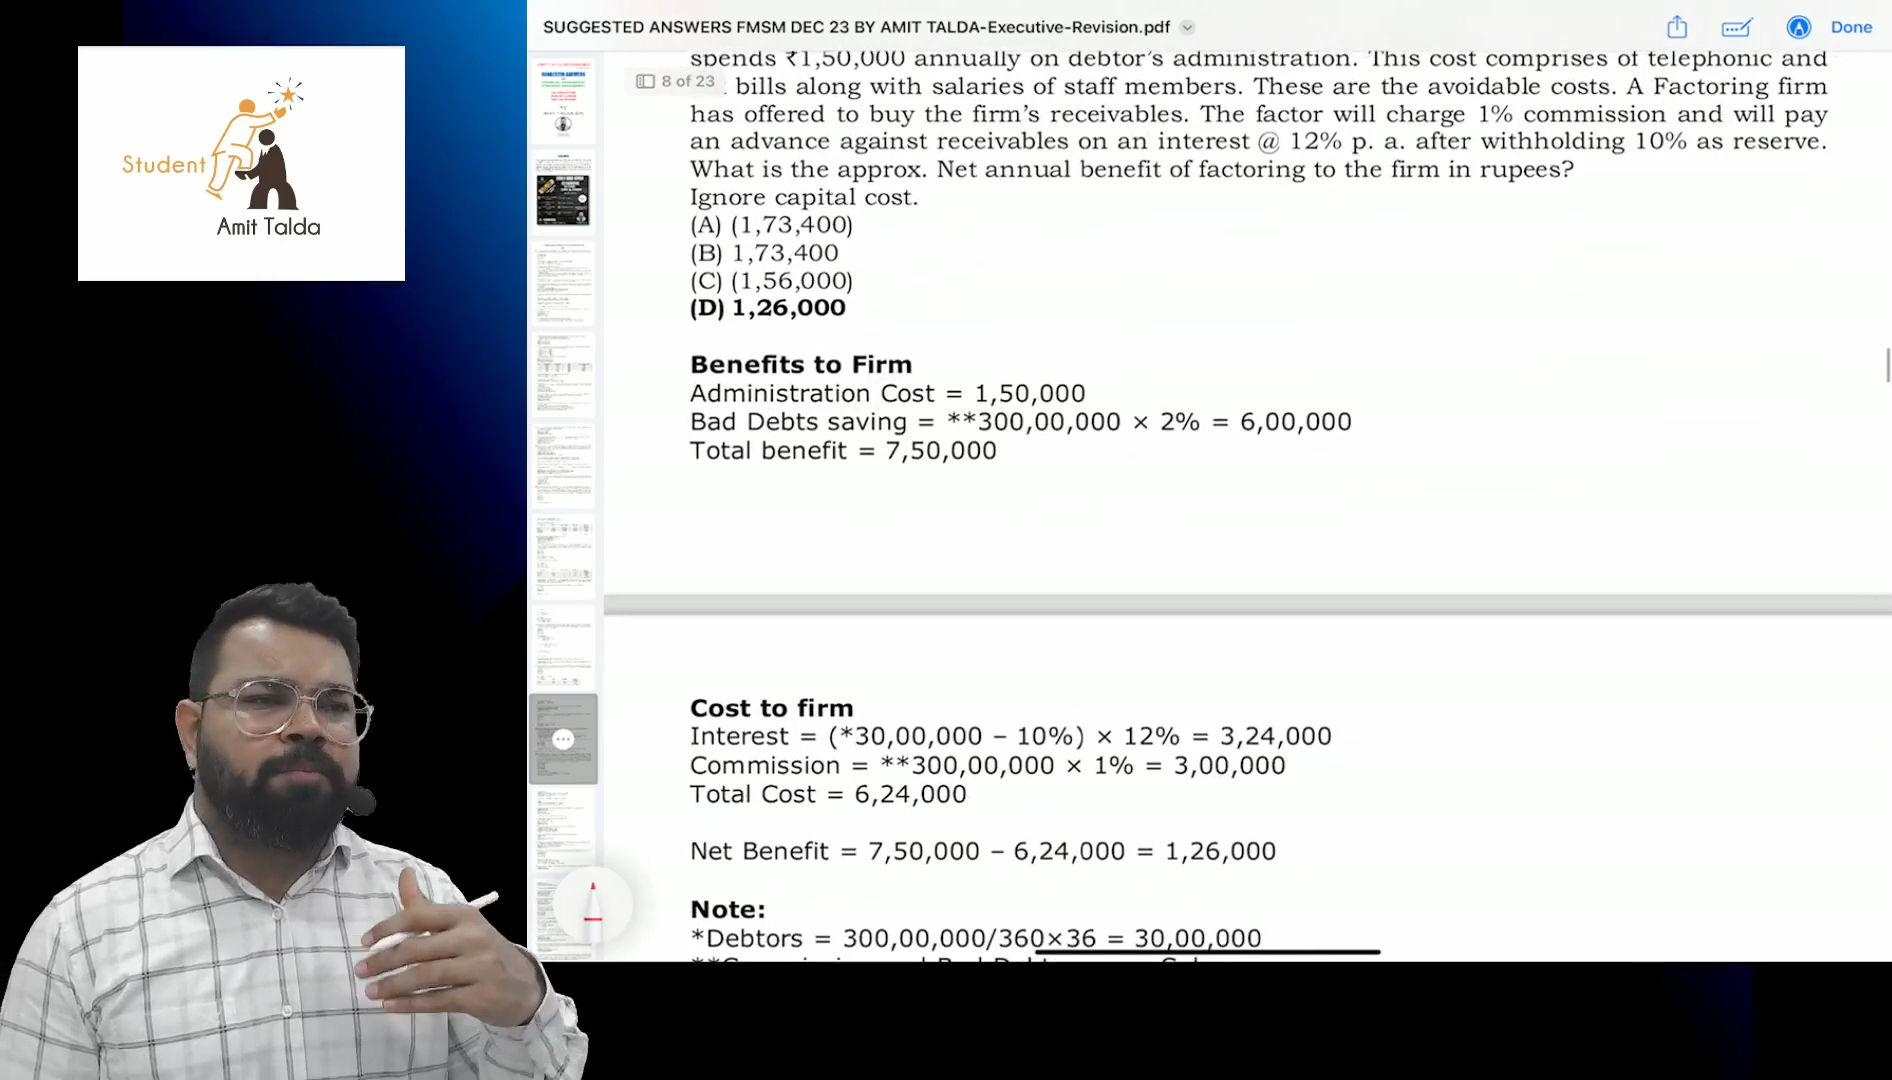 SUGGESTED ANSWERS FMSM DEC 23 BY AMIT TALDA-Executive-Revision.pdf
Done
Student
Amit Talda
8 of 23
spends ₹1,50,000 annually on debtor's administration. This cost comprises of telephonic and
bills along with salaries of staff members. These are the avoidable costs. A Factoring firm
has offered to buy the firm's receivables. The factor will charge 1% commission and will pay
an advance against receivables on an interest @ 12% p. a. after withholding 10% as reserve.
What is the approx. Net annual benefit of factoring to the firm in rupees?
Ignore capital cost.
(A) (1,73,400)
(B) 1,73,400
(C) (1,56,000)
(D) 1,26,000
Benefits to Firm
Administration Cost = 1,50,000
Bad Debts saving = **300,00,000 × 2% = 6,00,000
Total benefit = 7,50,000
Cost to firm
Interest = (*30,00,000 – 10%) × 12% = 3,24,000
Commission = **300,00,000 × 1% = 3,00,000
Total Cost = 6,24,000
Net Benefit = 7,50,000 – 6,24,000 = 1,26,000
Note:
*Debtors = 300,00,000/360×36 = 30,00,000